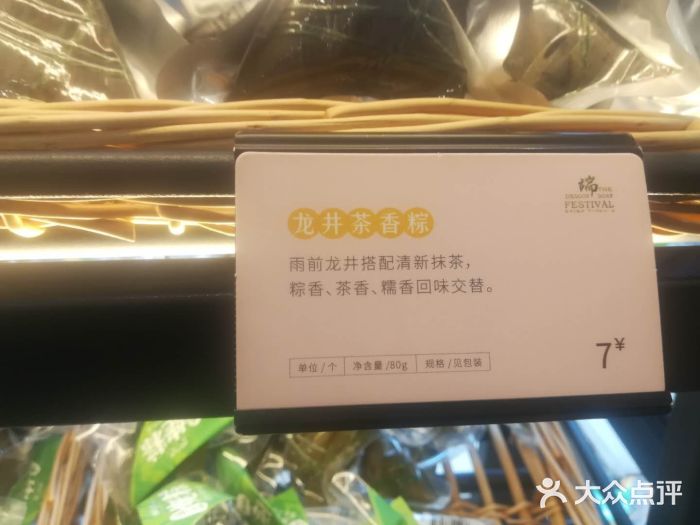 瑞 THE
DRAGON BOAT
FESTIVAL
龙井茶香粽
雨前龙井搭配清新抹茶，
粽香、茶香、糯香回味交替。
单位/个 净含量/80g 规格/见包装
7¥
大众点评